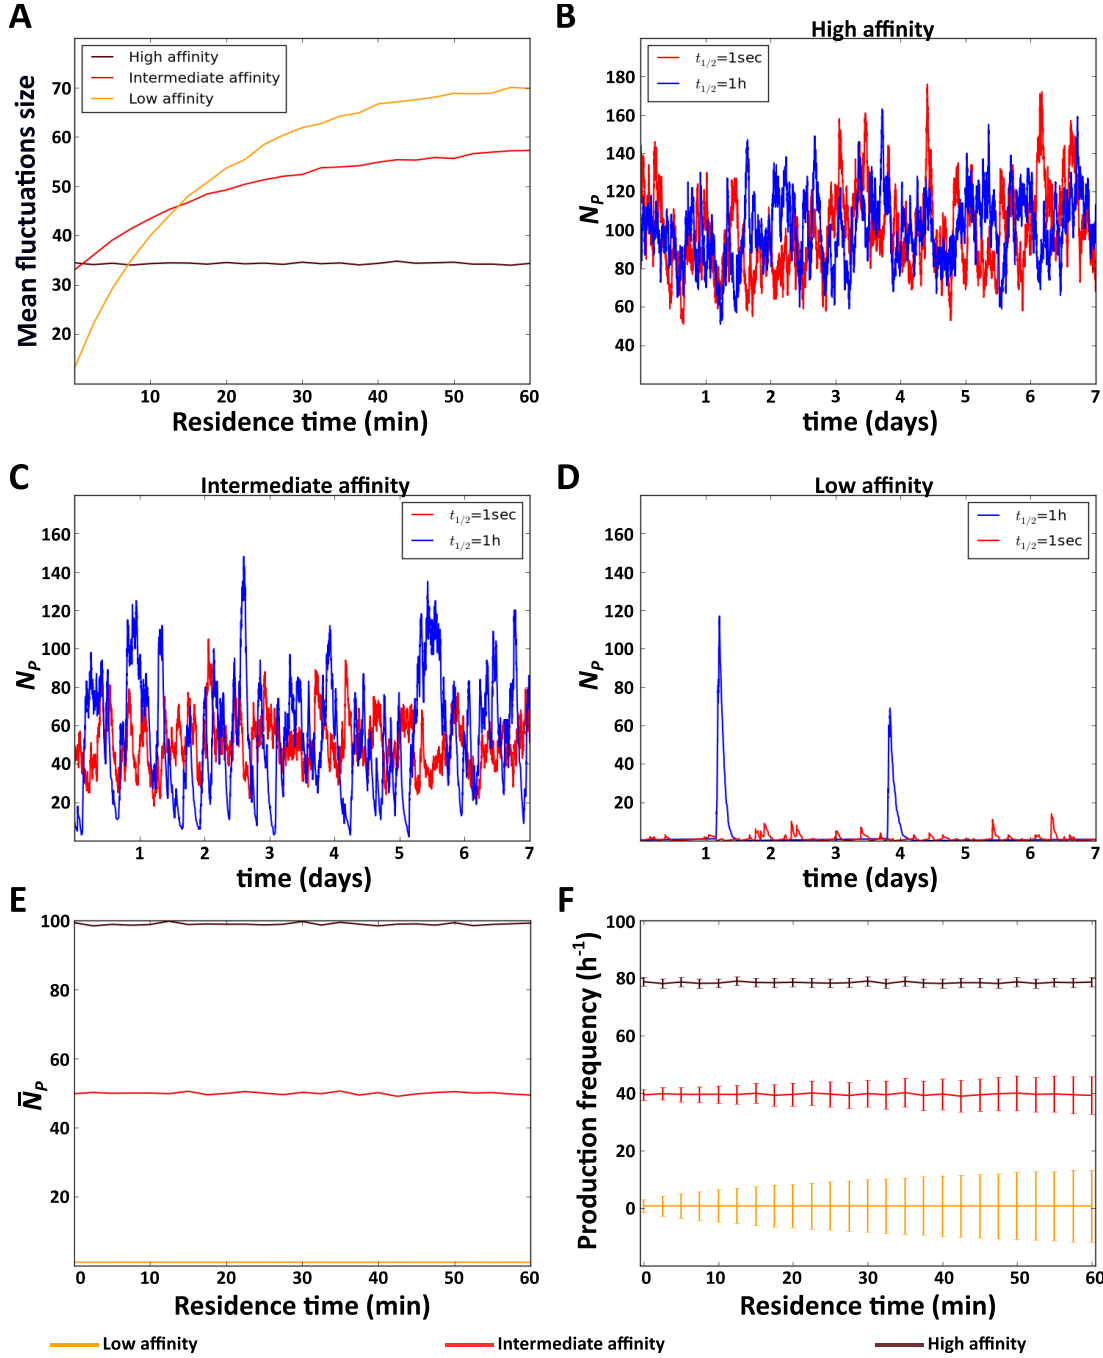 A
High affinity
Intermediate affinity
Low affinity
70
60
50
40
30
20
10 20 30 40 50 60
Mean fluctuations size
Residence time (min)
B
High affinity
t1/2=1sec
t1/2=1h
180
160
140
120
100
80
60
40
1 2 3 4 5 6 7
NP
time (days)
C
Intermediate affinity
t1/2=1sec
t1/2=1h
160
140
120
100
80
60
40
20
1 2 3 4 5 6 7
NP
time (days)
D
Low affinity
t1/2=1h
t1/2=1sec
160
140
120
100
80
60
40
20
1 2 3 4 5 6 7
NP
time (days)
E
100
80
60
40
20
0 10 20 30 40 50 60
N̅P
Residence time (min)
F
100
80
60
40
20
0
0 10 20 30 40 50 60
Production frequency (h-1)
Residence time (min)
Low affinity Intermediate affinity High affinity